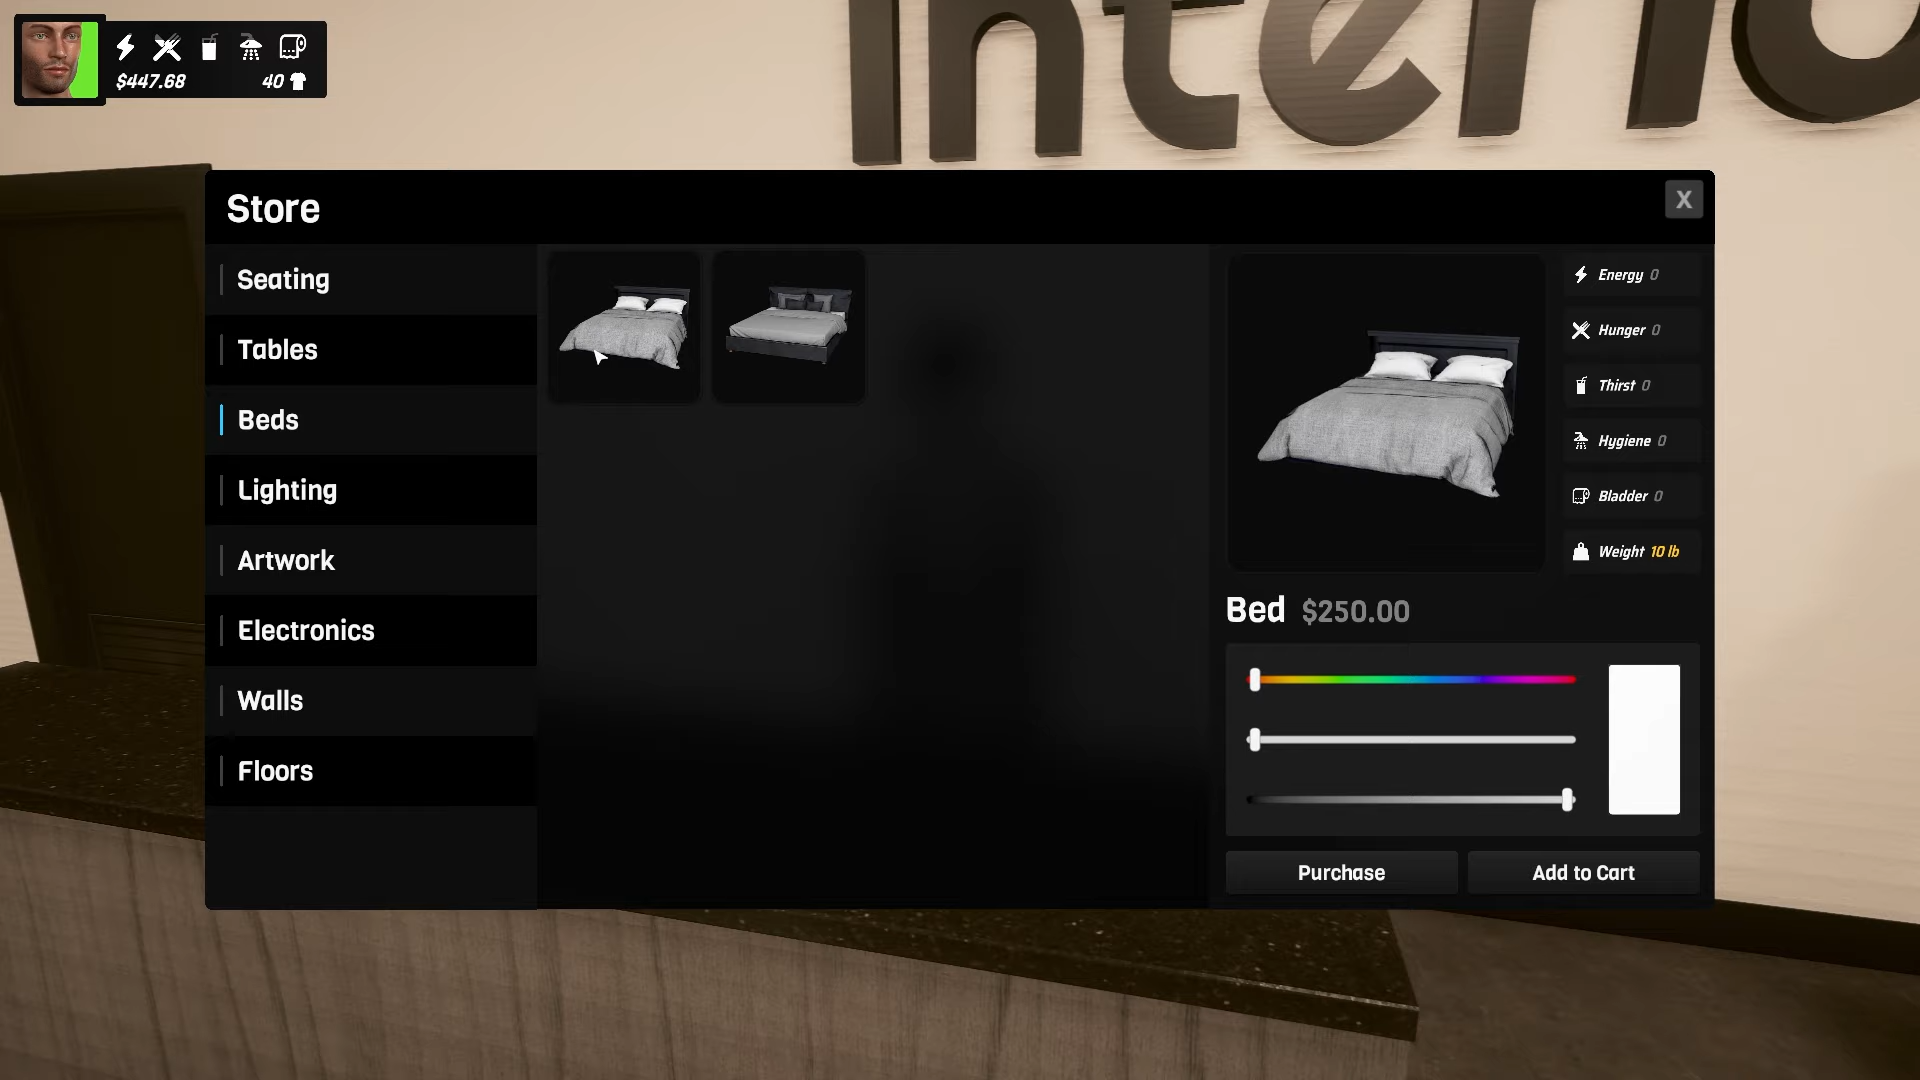 $447.68
40
Interio
Store
X
Seating
Tables
Beds
Lighting
Artwork
Electronics
Walls
Floors
Energy 0
Hunger 0
Thirst 0
Hygiene 0
Bladder 0
Weight 10 lb
Bed $250.00
Purchase
Add to Cart